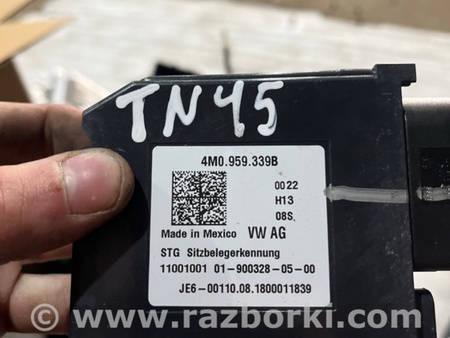 TN45
4M0.959.339B
0022
H13
08S.
Made in Mexico VW AG
STG Sitzbelegerkennung
11001001 01-900328-05-00
JE6-00110.08.1800011839
www.razborki.com